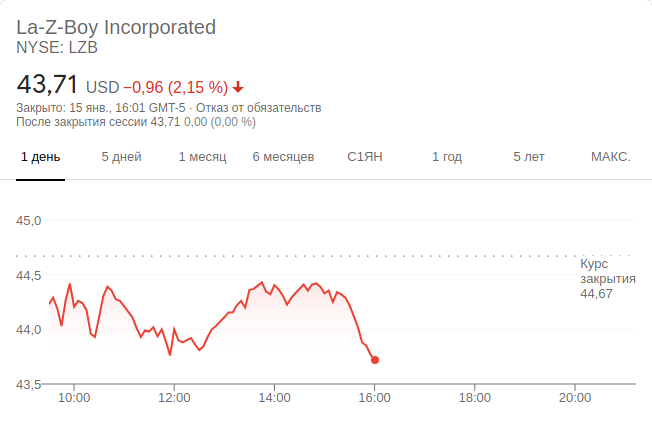 La-Z-Boy Incorporated
NYSE: LZB
43,71 USD −0,96 (2,15 %)
Закрыто: 15 янв., 16:01 GMT-5 · Отказ от обязательств
После закрытия сессии 43,71 0,00 (0,00 %)
1 день 5 дней 1 месяц 6 месяцев С1ЯН 1 год 5 лет МАКС.
45,0
44,5
44,0
43,5
Курс
закрытия
44,67
10:00 12:00 14:00 16:00 18:00 20:00